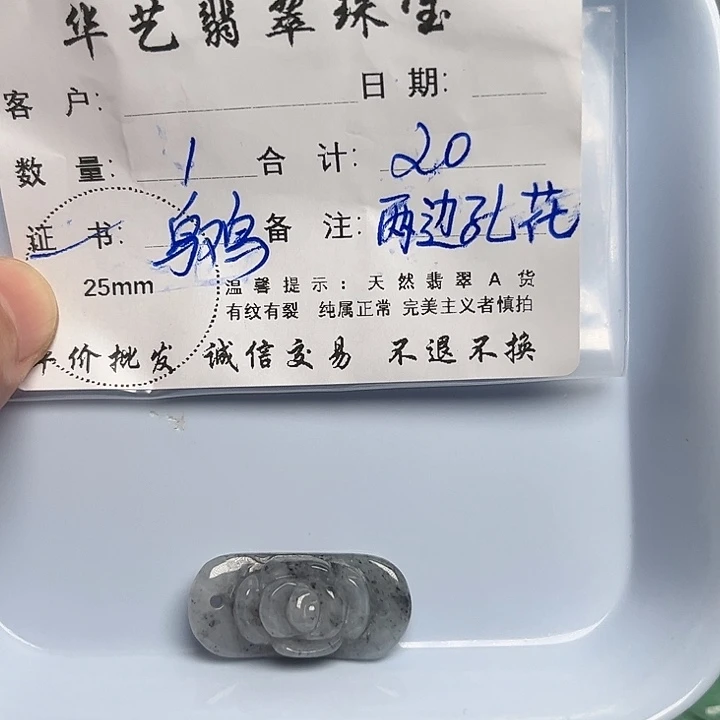 华艺翡翠珠宝
客 户: 日 期:
数 量: 1 合 计: 20
证 书: 乌鸡 备 注: 两边孔花
25mm
温馨提示: 天然翡翠A货
有纹有裂 纯属正常 完美主义者慎拍
平价批发 诚信交易 不退不换